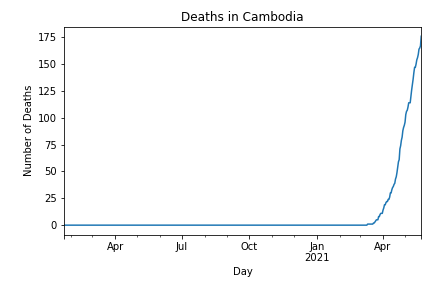 Deaths in Cambodia
175
150
125
100
75
50
25
0
Number of Deaths
Apr
Jul
Oct
Jan
2021
Apr
Day